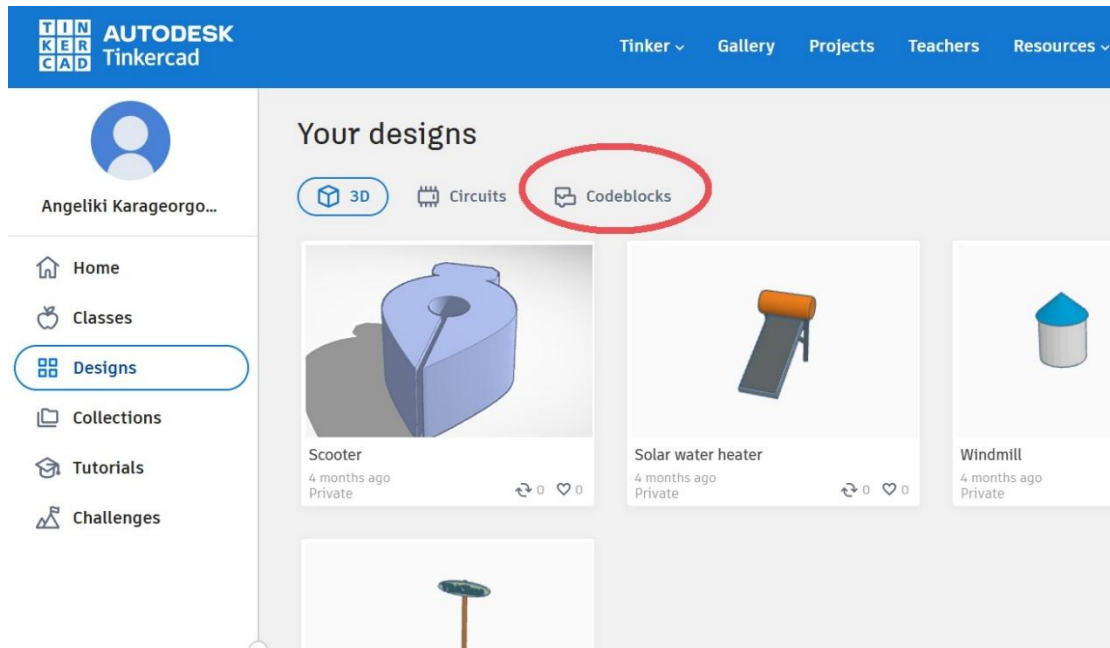 TIN
KER
CAD
AUTODESK
Tinkercad
Tinker
Gallery
Projects
Teachers
Resources
Angeliki Karageorgo...
Home
Classes
Designs
Collections
Tutorials
Challenges
Your designs
3D
Circuits
Codeblocks
Scooter
4 months ago
Private
0
0
Solar water heater
4 months ago
Private
0
0
Windmill
4 months ago
Private